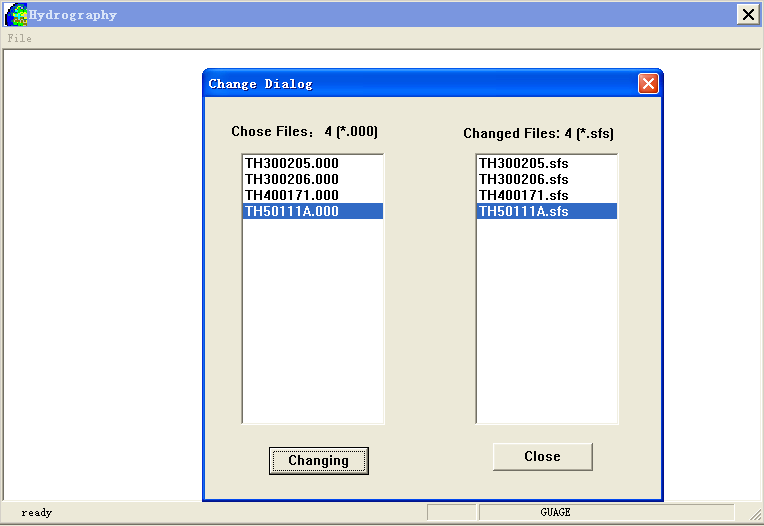 Hydrography
File
Change Dialog
Chose Files： 4 (*.000)
Changed Files: 4 (*.sfs)
TH300205.000
TH300206.000
TH400171.000
TH50111A.000
TH300205.sfs
TH300206.sfs
TH400171.sfs
TH50111A.sfs
Changing
Close
ready
GUAGE